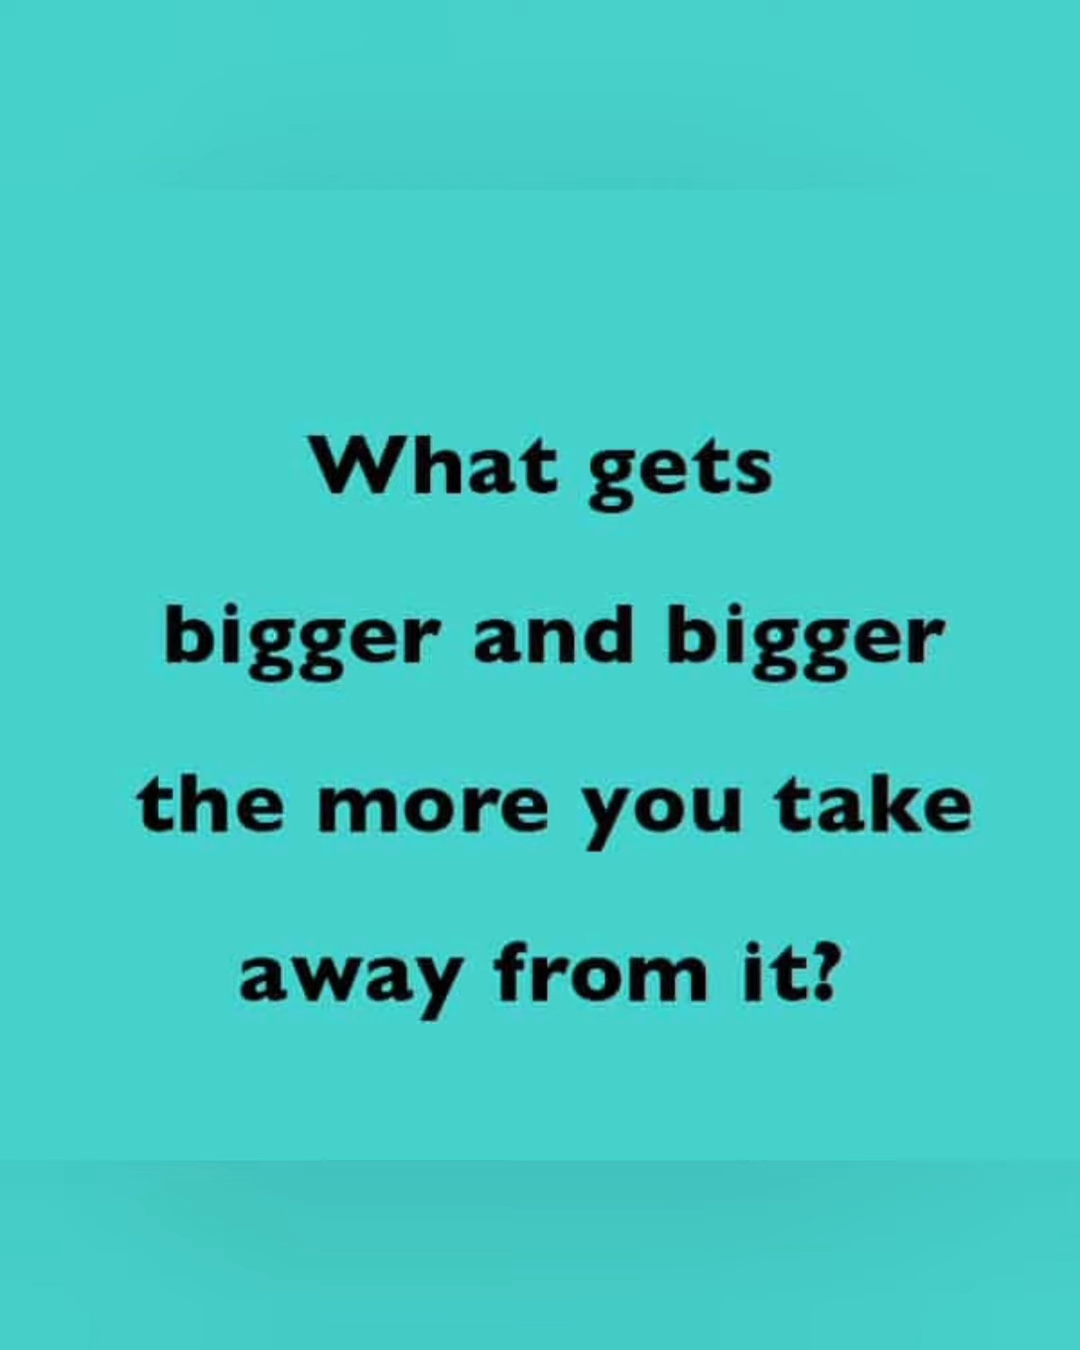 What gets
bigger and bigger
the more you take
away from it?